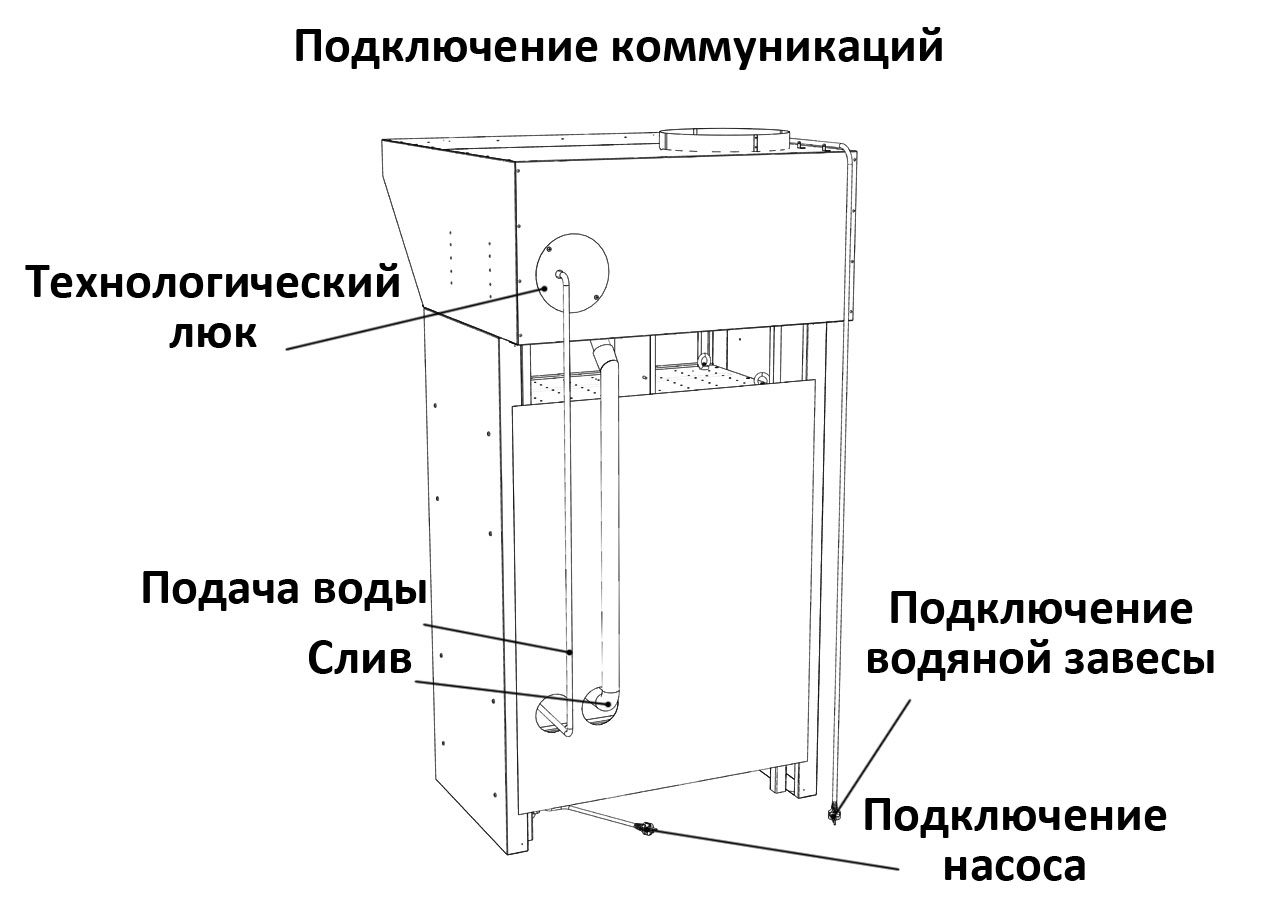 Подключение коммуникаций
Технологический
люк
Подача воды
Слив
Подключение
водяной завесы
Подключение
насоса